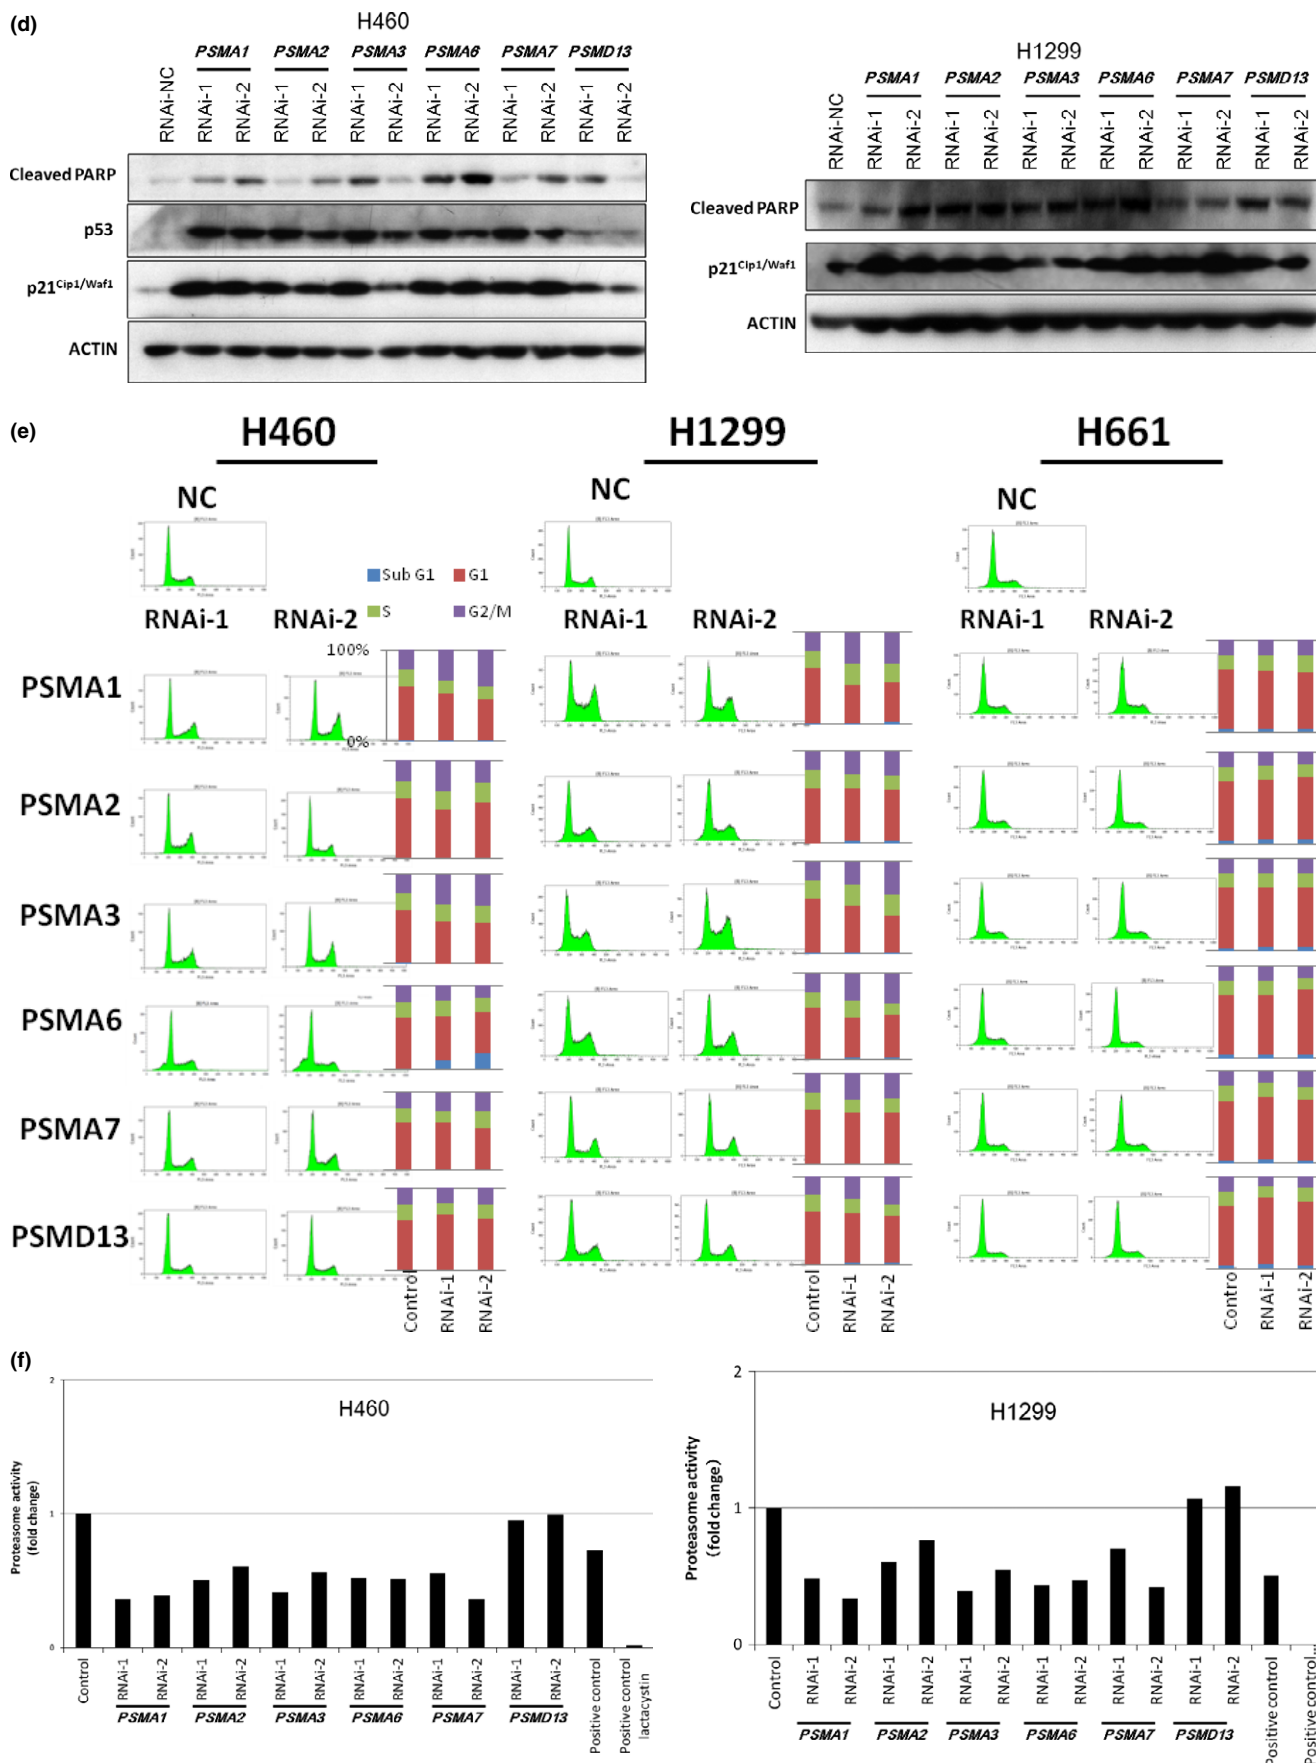 (d)
H460
PSMA1 PSMA2 PSMA3 PSMA6 PSMA7 PSMD13
RNAi-NC RNAi-1 RNAi-2 RNAi-1 RNAi-2 RNAi-1 RNAi-2 RNAi-1 RNAi-2 RNAi-1 RNAi-2 RNAi-1 RNAi-2
Cleaved PARP
p53
p21Cip1/Waf1
ACTIN
H1299
PSMA1 PSMA2 PSMA3 PSMA6 PSMA7 PSMD13
RNAi-NC RNAi-1 RNAi-2 RNAi-1 RNAi-2 RNAi-1 RNAi-2 RNAi-1 RNAi-2 RNAi-1 RNAi-2 RNAi-1 RNAi-2
Cleaved PARP
p21Cip1/Waf1
ACTIN
(e)
H460 H1299 H661
NC NC NC
Sub G1 G1
S G2/M
RNAi-1 RNAi-2 RNAi-1 RNAi-2 RNAi-1 RNAi-2
100%
PSMA1
0%
PSMA2
PSMA3
PSMA6
PSMA7
PSMD13
Control RNAi-1 RNAi-2 Control RNAi-1 RNAi-2 Control RNAi-1 RNAi-2
(f)
H460
Proteasome activity
(fold change)
2
1
0
Control RNAi-1 RNAi-2 RNAi-1 RNAi-2 RNAi-1 RNAi-2 RNAi-1 RNAi-2 RNAi-1 RNAi-2 RNAi-1 RNAi-2 Positive control Positive control lactacystin
PSMA1 PSMA2 PSMA3 PSMA6 PSMA7 PSMD13
H1299
Proteasome activity
(fold change)
2
1
0
Control RNAi-1 RNAi-2 RNAi-1 RNAi-2 RNAi-1 RNAi-2 RNAi-1 RNAi-2 RNAi-1 RNAi-2 RNAi-1 RNAi-2 Positive control Positive control...
PSMA1 PSMA2 PSMA3 PSMA6 PSMA7 PSMD13